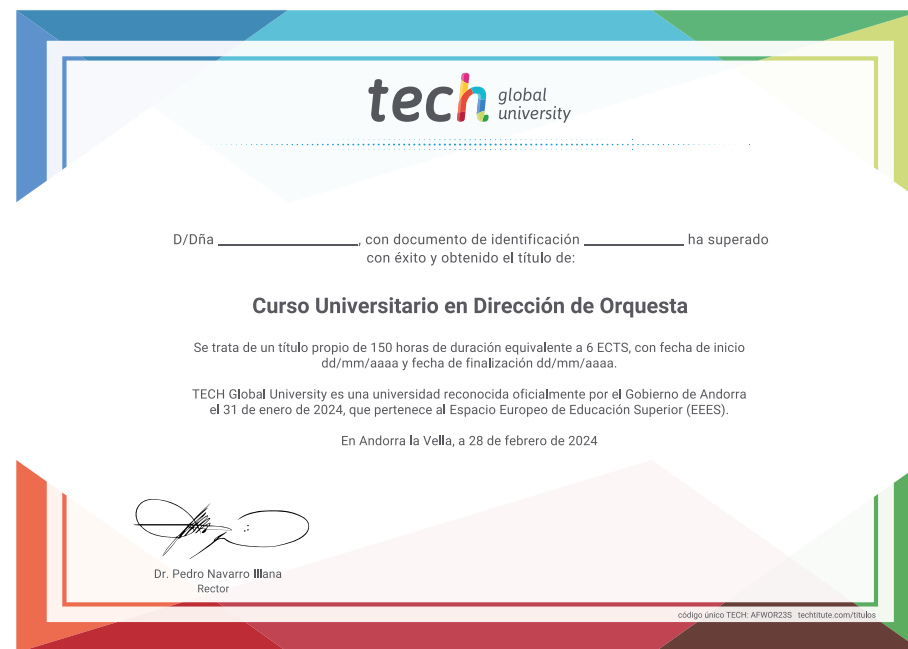 tech global university
D/Dña ____________________, con documento de identificación ______________ ha superado
con éxito y obtenido el título de:
Curso Universitario en Dirección de Orquesta
Se trata de un título propio de 150 horas de duración equivalente a 6 ECTS, con fecha de inicio
dd/mm/aaaa y fecha de finalización dd/mm/aaaa.
TECH Global University es una universidad reconocida oficialmente por el Gobierno de Andorra
el 31 de enero de 2024, que pertenece al Espacio Europeo de Educación Superior (EEES).
En Andorra la Vella, a 28 de febrero de 2024
Dr. Pedro Navarro Illana
Rector
código único TECH: AFWOR23S techtitute.com/titulos